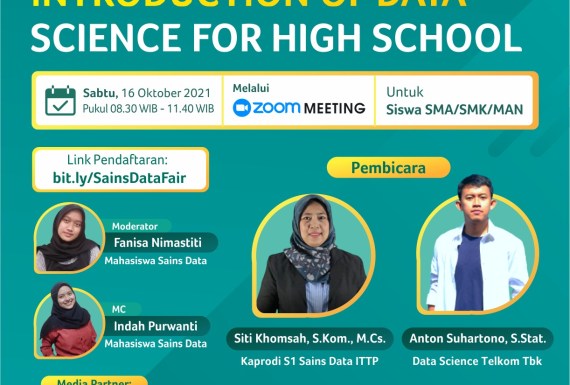 INTRODUCTION OF DATA
SCIENCE FOR HIGH SCHOOL
Sabtu, 16 Oktober 2021
Pukul 08.30 WIB - 11.40 WIB
Melalui
zoom MEETING
Untuk
Siswa SMA/SMK/MAN
Link Pendaftaran:
bit.ly/SainsDataFair
Pembicara
Moderator
Fanisa Nimastiti
Mahasiswa Sains Data
MC
Indah Purwanti
Mahasiswa Sains Data
Siti Khomsah, S.Kom., M.Cs.
Kaprodi S1 Sains Data ITTP
Anton Suhartono, S.Stat.
Data Science Telkom Tbk
Media Partner: